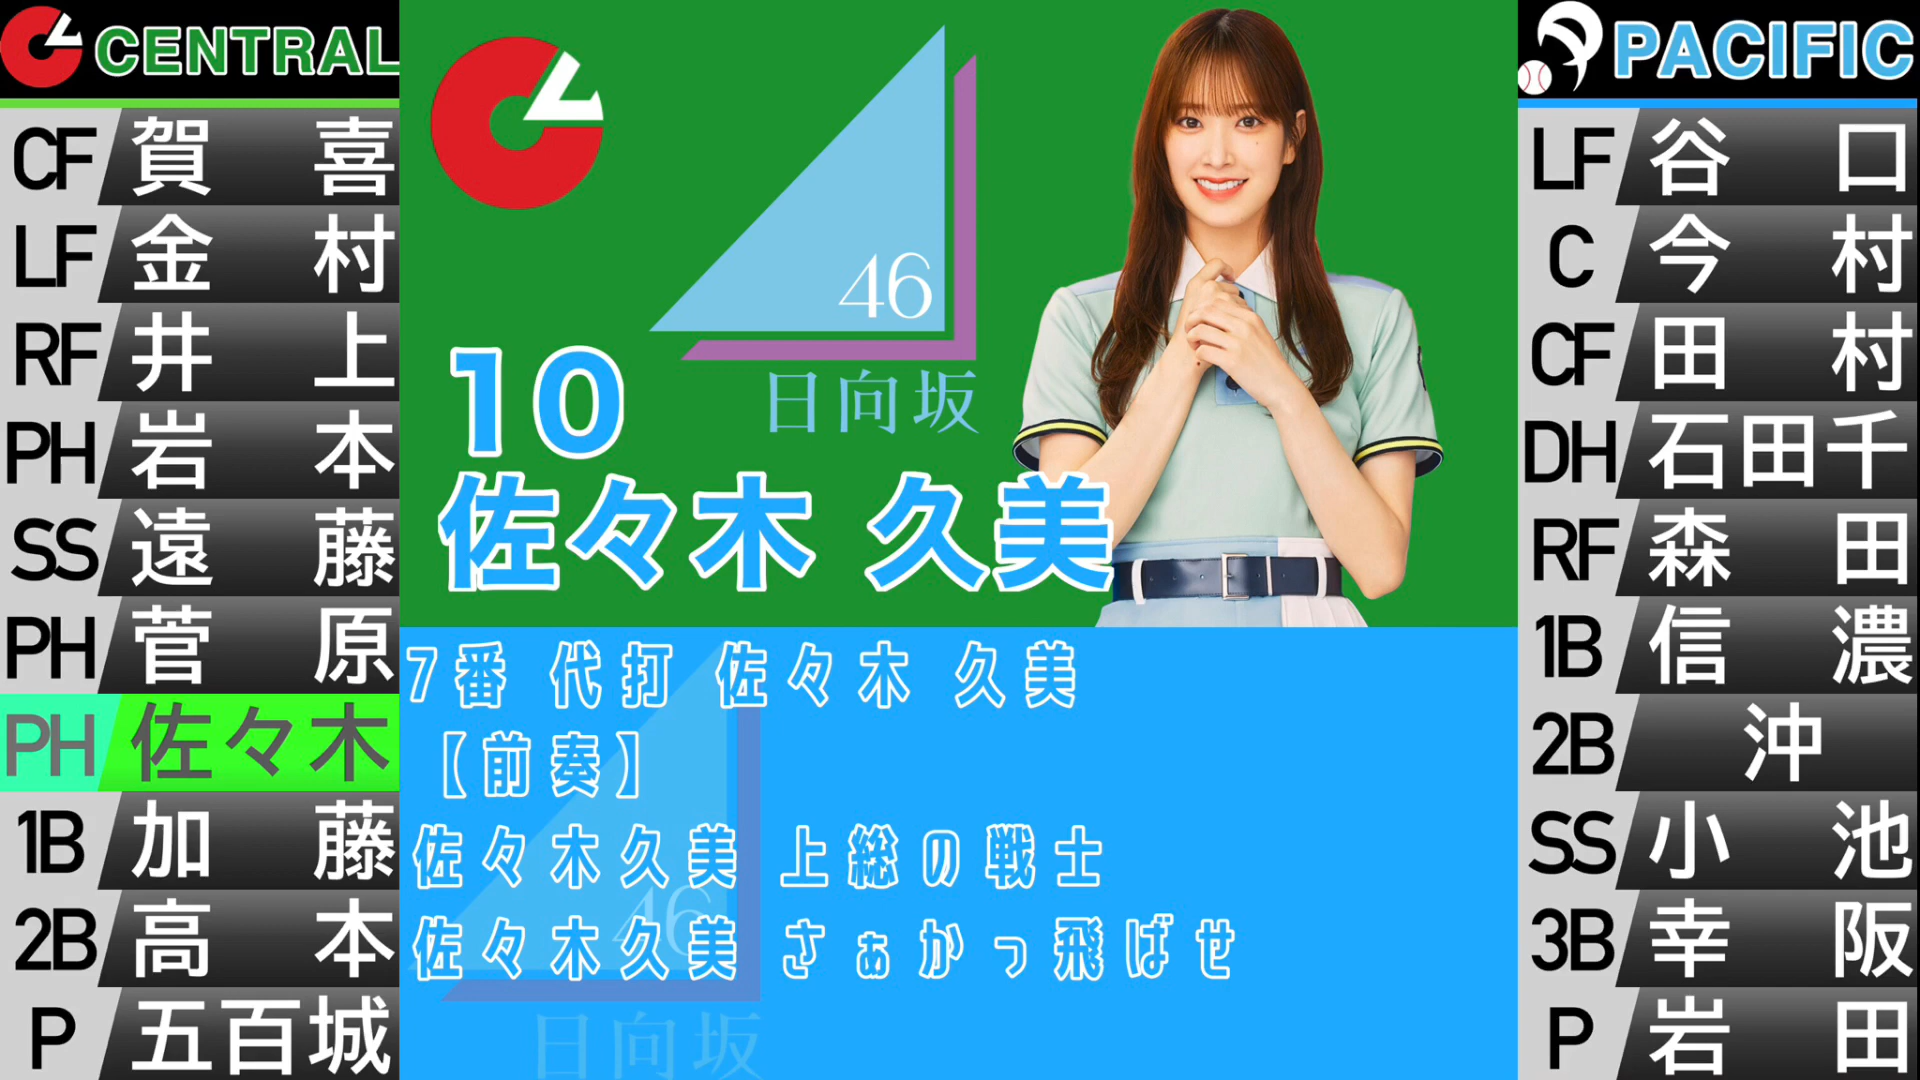 CENTRAL
CF 賀喜
LF 金村
RF 井上
PH 岩本
SS 遠藤
PH 菅原
PH 佐々木
1B 加藤
2B 高本
P 五百城
46
日向坂
10
佐々木 久美
7番 代打 佐々木 久美
【前奏】
佐々木久美 上総の戦士
佐々木久美 さぁかっ飛ばせ
46
日向坂
PACIFIC
LF 谷口
C 今村
CF 田村
DH 石田千
RF 森田
1B 信濃
2B 沖
SS 小池
3B 幸阪
P 岩田